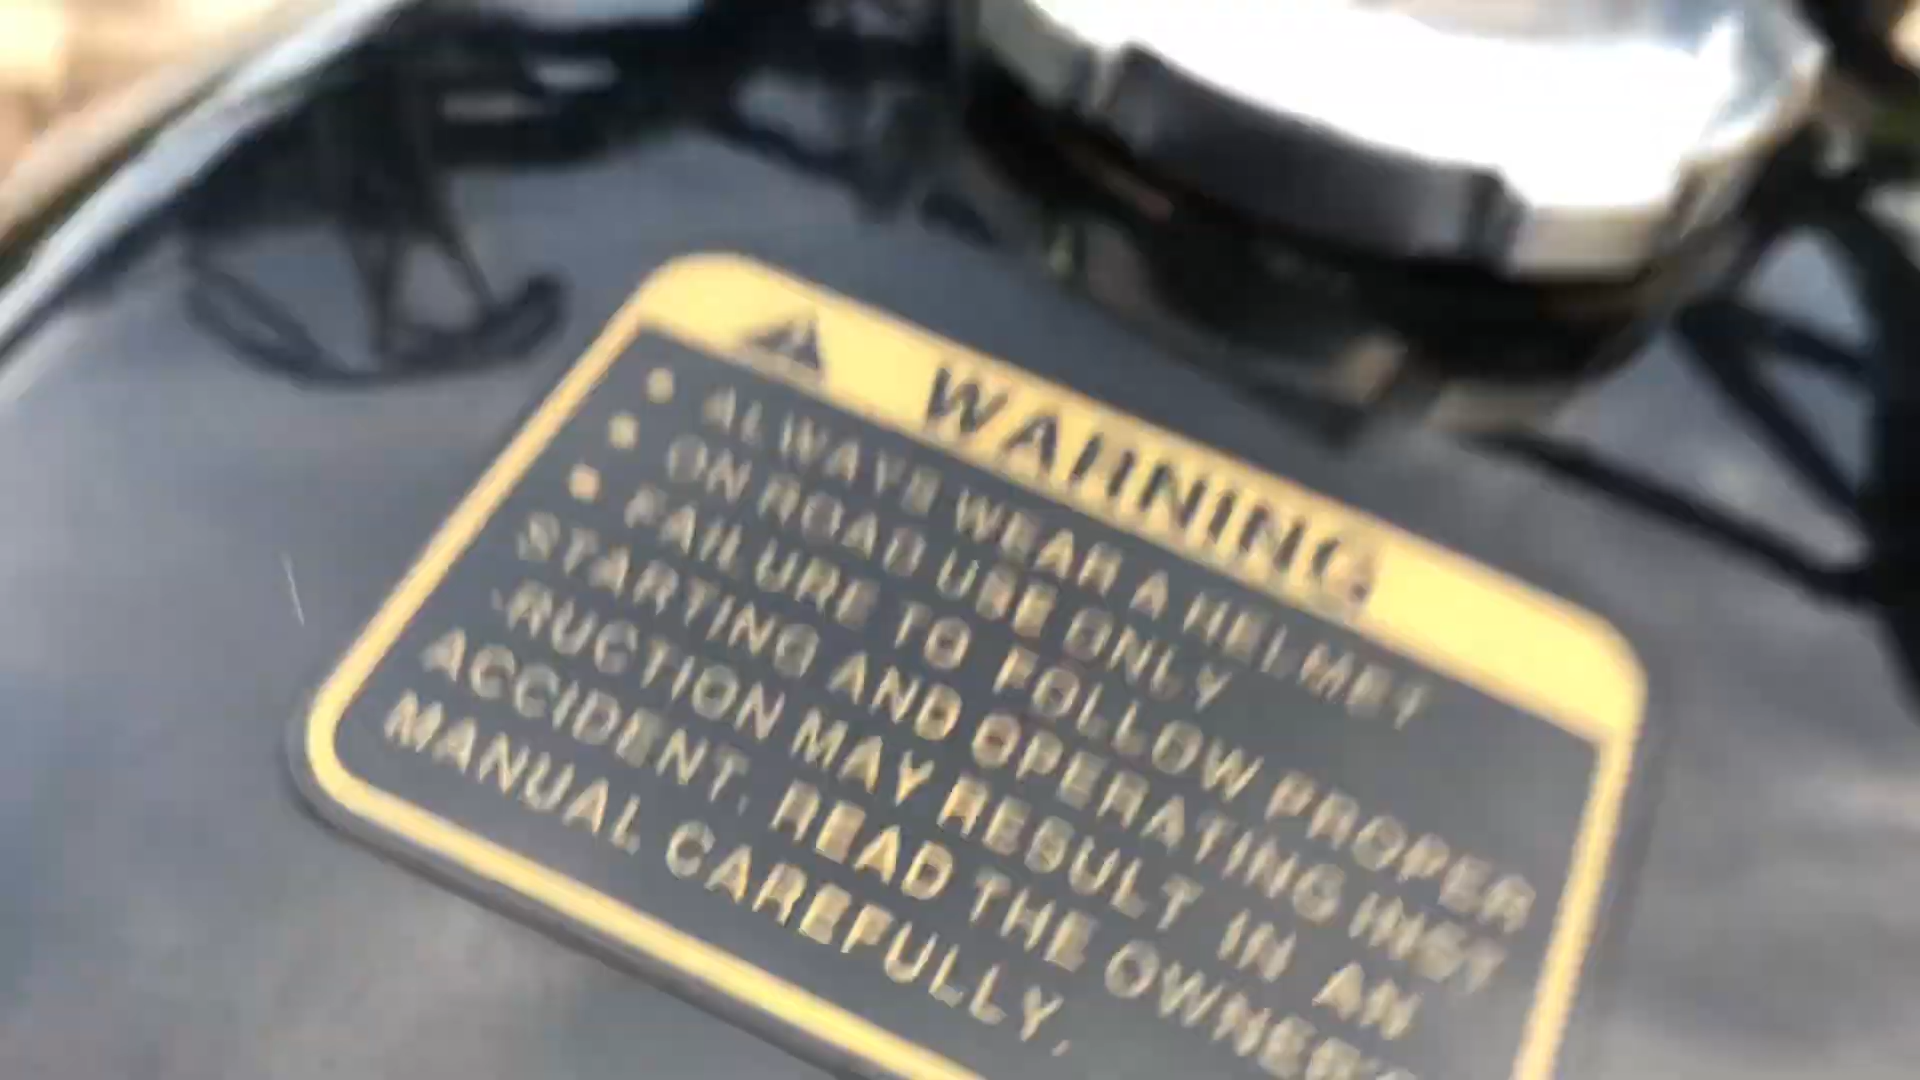 WARNING
ALWAYS WEAR A HELMET
ON ROAD USE ONLY
FAILURE TO FOLLOW PROPER
STARTING AND OPERATING INST
-RUCTION MAY RESULT IN AN
ACCIDENT. READ THE OWNER'S
MANUAL CAREFULLY.